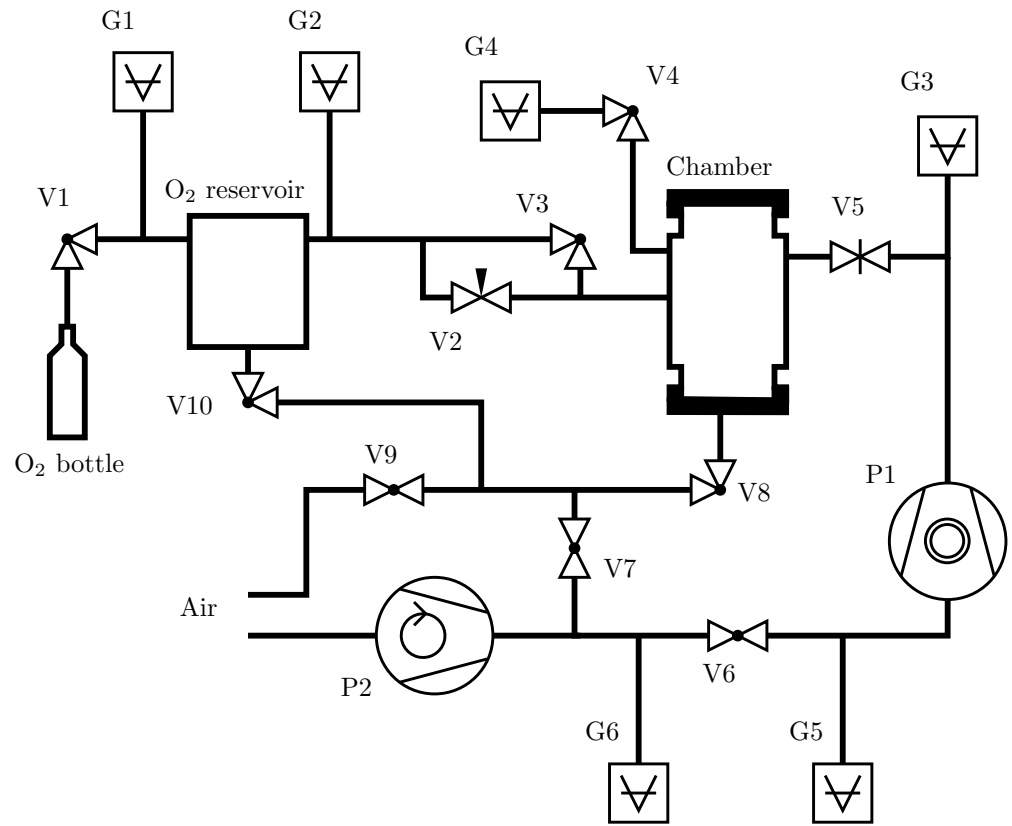 G1
G2
G4
V4
G3
Chamber
V1
O₂ reservoir
V3
V5
V2
V10
O₂ bottle
V9
P1
V8
V7
Air
V6
P2
G6
G5